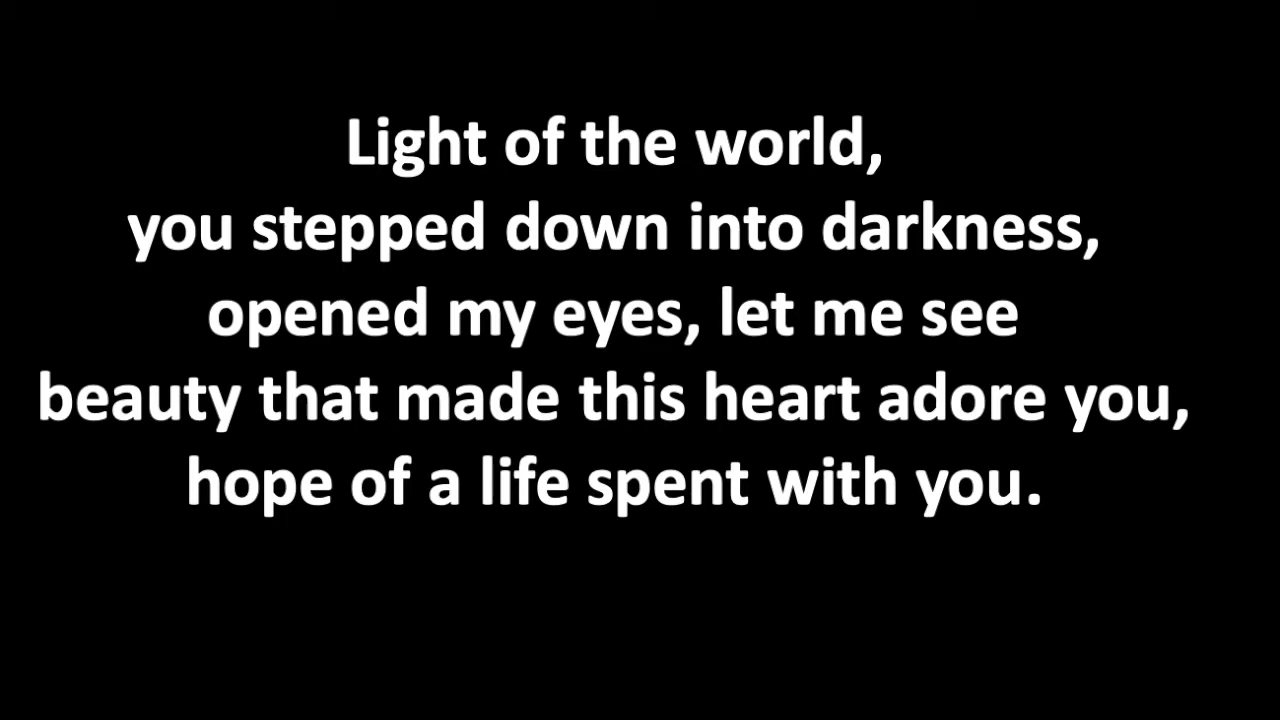 Light of the world,
you stepped down into darkness,
opened my eyes, let me see
beauty that made this heart adore you,
hope of a life spent with you.